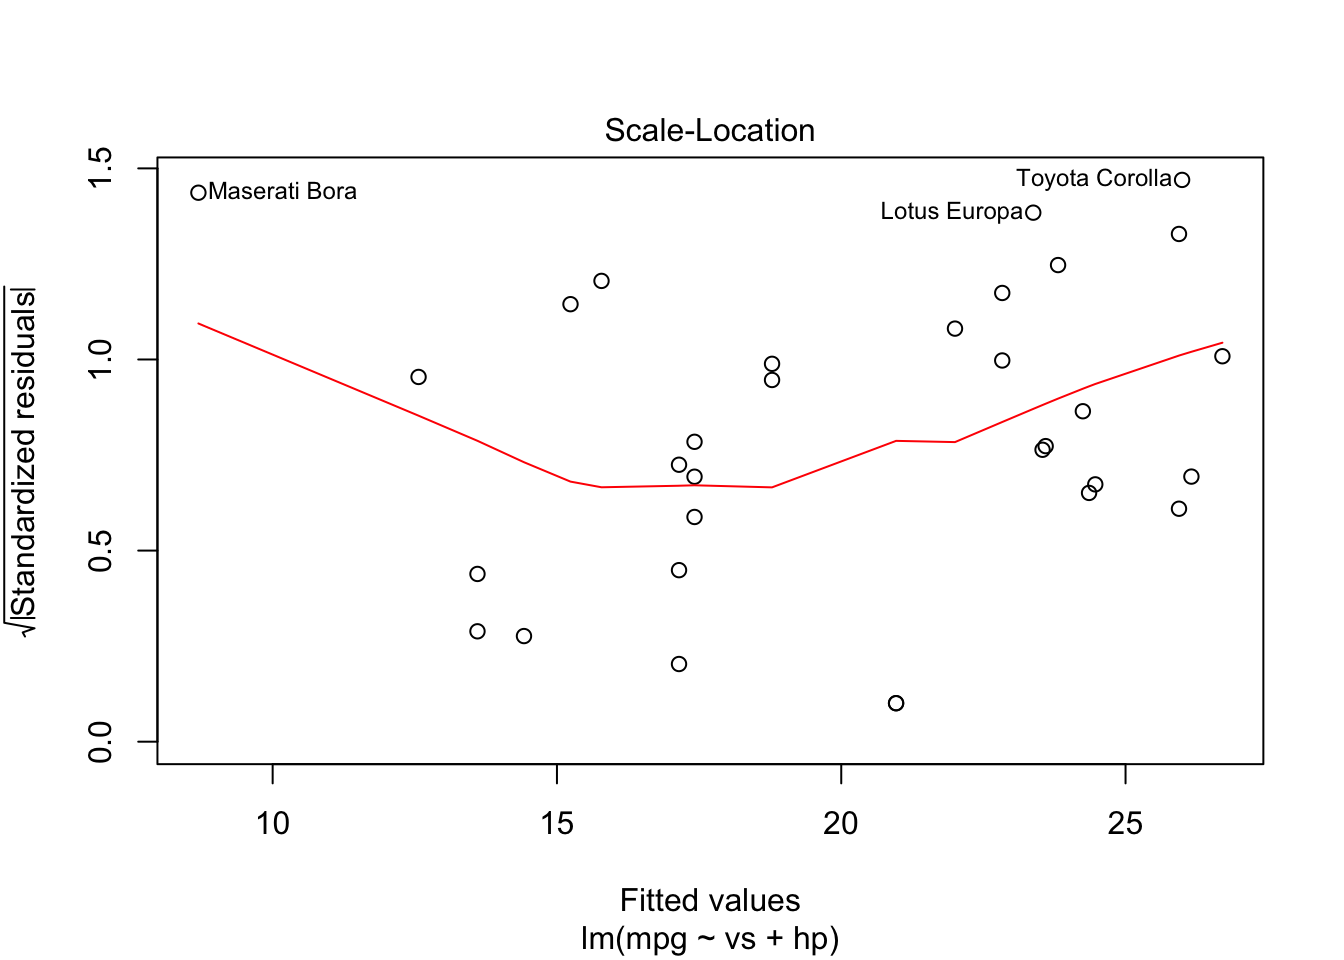 Scale-Location
1.5
1.0
0.5
0.0
√|Standardized residuals|
Maserati Bora
Toyota Corolla
Lotus Europa
10 15 20 25
Fitted values
lm(mpg ~ vs + hp)